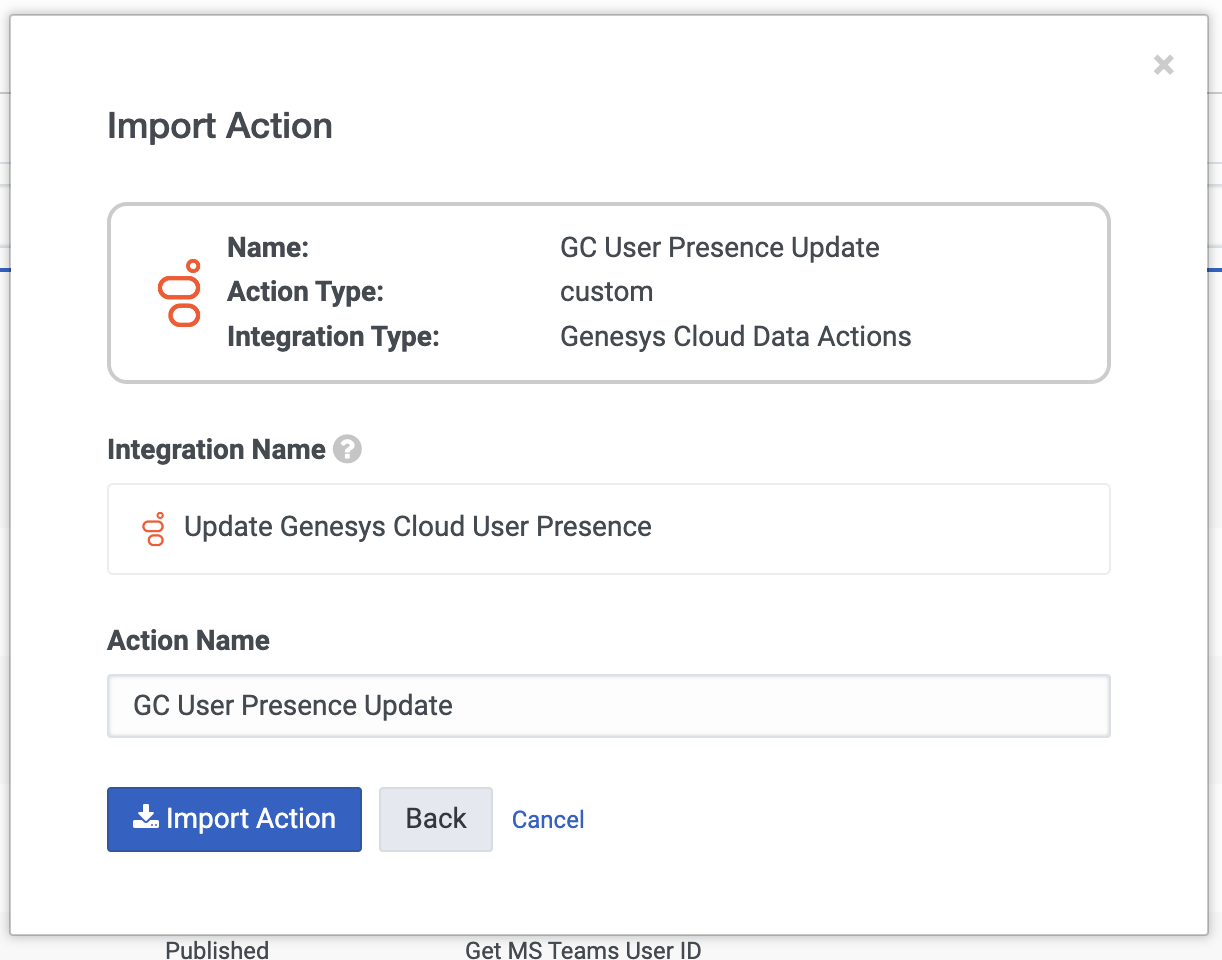 Import Action
Name: GC User Presence Update
Action Type: custom
Integration Type: Genesys Cloud Data Actions
Integration Name ?
Update Genesys Cloud User Presence
Action Name
GC User Presence Update
Import Action Back Cancel
Published Get MS Teams User ID